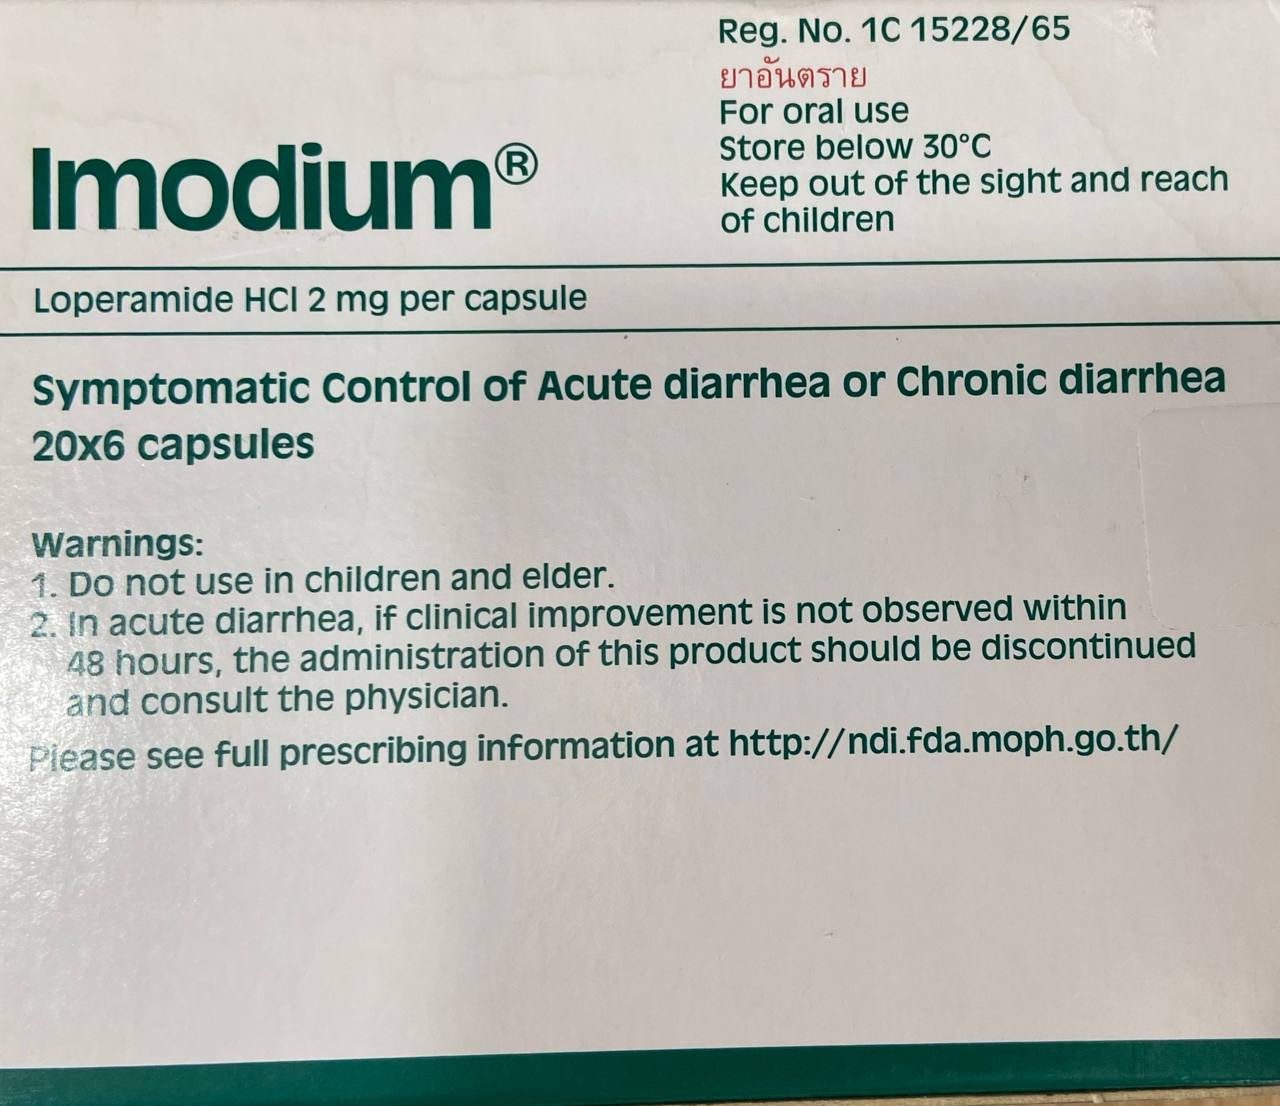 Reg. No. 1C 15228/65
ยาอันตราย
For oral use
Store below 30°C
Keep out of the sight and reach
of children
Imodium®
Loperamide HCl 2 mg per capsule
Symptomatic Control of Acute diarrhea or Chronic diarrhea
20x6 capsules
Warnings:
1. Do not use in children and elder.
2. In acute diarrhea, if clinical improvement is not observed within
48 hours, the administration of this product should be discontinued
and consult the physician.
Please see full prescribing information at http://ndi.fda.moph.go.th/